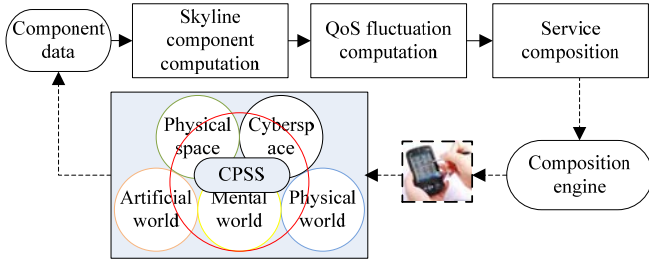 Component
data
Skyline
component
computation
QoS fluctuation
computation
Service
composition
Physical
space
Cybersp
ace
CPSS
Artificial
world
Mental
world
Physical
world
Composition
engine